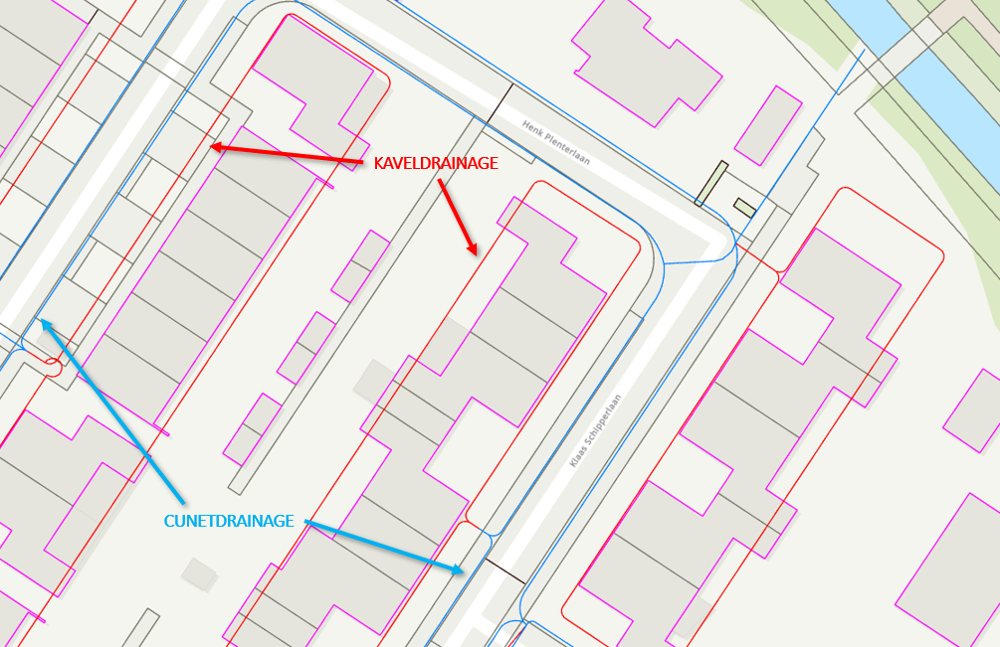 Henk Plenterlaan
KAVELDRAINAGE
Klaas Schipperlaan
CUNETDRAINAGE